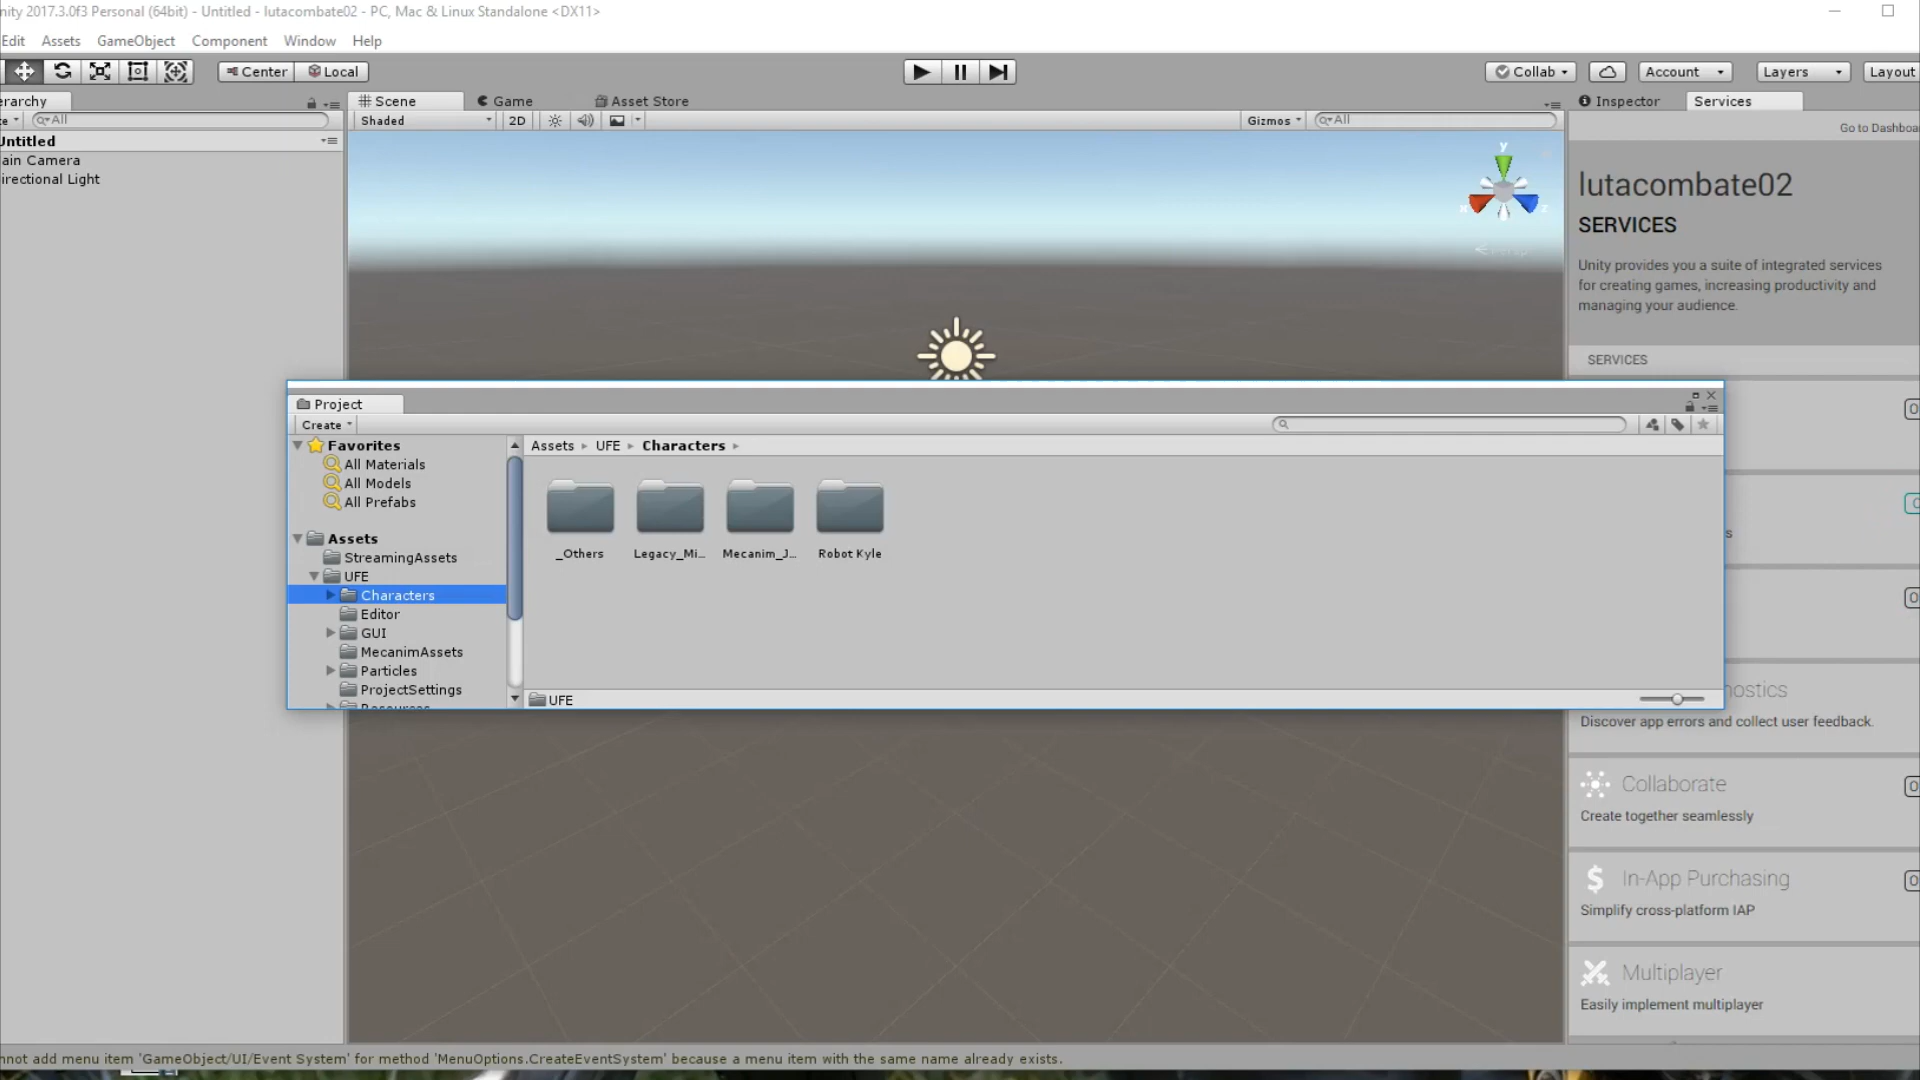 nity 2017.3.0f3 Personal (64bit) - Untitled - lutacombate02 - PC, Mac & Linux Standalone <DX11>
Edit Assets GameObject Component Window Help
Center Local Collab Account Layers Layout
erarchy Scene Game Asset Store Inspector Services
All Shaded 2D Gizmos All Go to Dashboa
Untitled
ain Camera
irectional Light
y
x z
Persp
lutacombate02
SERVICES
Unity provides you a suite of integrated services
for creating games, increasing productivity and
managing your audience.
SERVICES
Project
Create
Favorites
All Materials
All Models
All Prefabs
Assets
StreamingAssets
UFE
Characters
Editor
GUI
MecanimAssets
Particles
ProjectSettings
Resources
Assets UFE Characters
_Others Legacy_Mi... Mecanim_J... Robot Kyle
UFE
s
nostics
Discover app errors and collect user feedback.
Collaborate
Create together seamlessly
In-App Purchasing
Simplify cross-platform IAP
Multiplayer
Easily implement multiplayer
nnot add menu item 'GameObject/UI/Event System' for method 'MenuOptions.CreateEventSystem' because a menu item with the same name already exists.